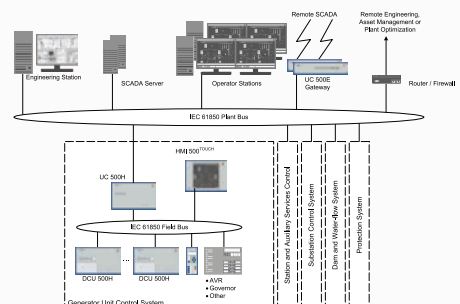 Remote SCADA
Remote Engineering,
Asset Management or
Plant Optimization
Engineering Station
SCADA Server
Operator Stations
UC 500E
Gateway
Router / Firewall
IEC 61850 Plant Bus
HMI 500TOUCH
UC 500H
IEC 61850 Field Bus
DCU 500H
...
DCU 500H
• AVR
• Governor
• Other
Generator Unit Control System
Station and Auxiliary Services Control
Substation Control System
Dam and Water-flow System
Protection System